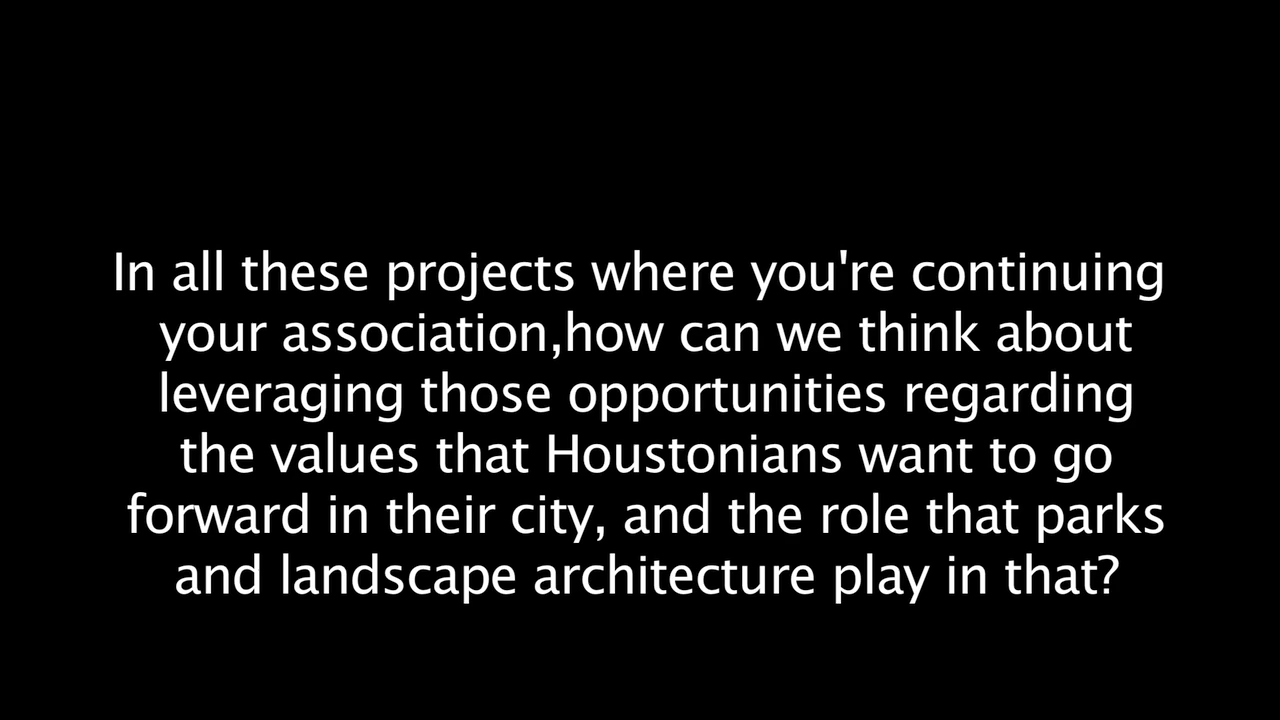 In all these projects where you're continuing
your association,how can we think about
leveraging those opportunities regarding
the values that Houstonians want to go
forward in their city, and the role that parks
and landscape architecture play in that?